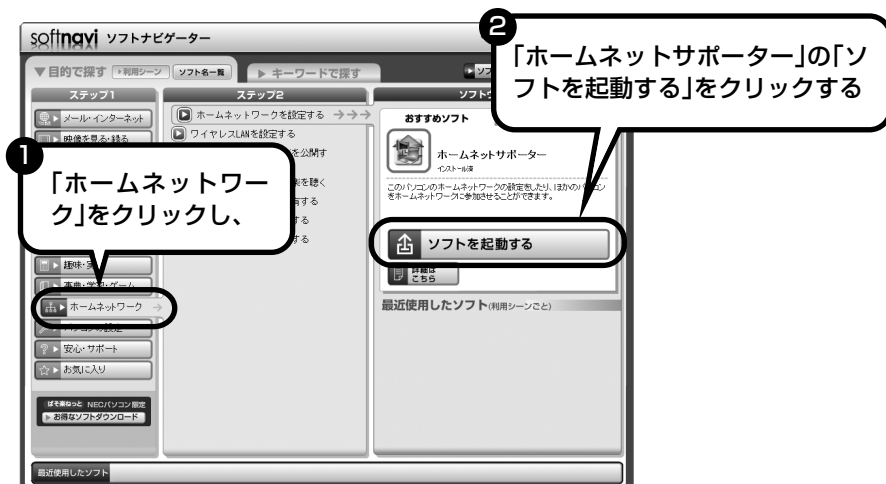 softnavi ソフトナビゲーター
▼目的で探す
利用シーン
ソフト名一覧
キーワードで探す
❷
「ホームネットサポーター」の「ソ
フトを起動する」をクリックする
ステップ1
ステップ2
メール・インターネット
映像を見る・録る
ホームネットワークを設定する
ワイヤレスLANを設定する
を公開す
を聴く
する
する
する
おすすめソフト
ホームネットサポーター
インストール済
このパソコンのホームネットワークの設定をしたり、ほかのパソコン
をホームネットワークに参加させることができます。
ソフトを起動する
詳細は
こちら
最近使用したソフト(利用シーンごと)
❶
「ホームネットワー
ク」をクリックし、
趣味・実
ホームネットワーク
安心・サポート
お気に入り
ぱそ楽ねっと NECパソコン限定
お得なソフトダウンロード
最近使用したソフト